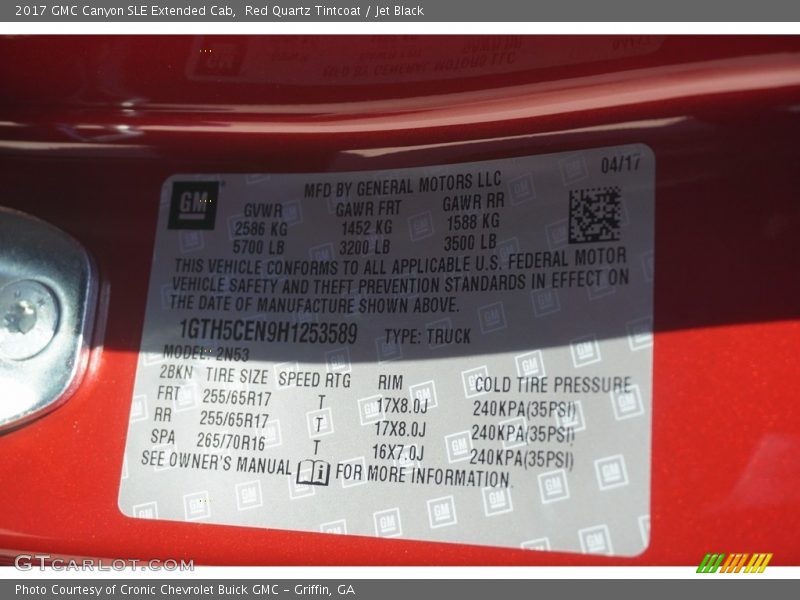 2017 GMC Canyon SLE Extended Cab, Red Quartz Tintcoat / Jet Black
MFD BY GENERAL MOTORS LLC
04/17
GM
GVWR GAWR FRT GAWR RR
2586 KG 1452 KG 1588 KG
5700 LB 3200 LB 3500 LB
THIS VEHICLE CONFORMS TO ALL APPLICABLE U.S. FEDERAL MOTOR
VEHICLE SAFETY AND THEFT PREVENTION STANDARDS IN EFFECT ON
THE DATE OF MANUFACTURE SHOWN ABOVE.
1GTH5CEN9H1253589 TYPE: TRUCK
MODEL: 2N53
2BKN TIRE SIZE SPEED RTG RIM COLD TIRE PRESSURE
FRT 255/65R17 T 17X8.0J 240KPA(35PSI)
RR 255/65R17 T 17X8.0J 240KPA(35PSI)
SPA 265/70R16 T 16X7.0J 240KPA(35PSI)
SEE OWNER'S MANUAL FOR MORE INFORMATION.
GTCARLOT.COM
Photo Courtesy of Cronic Chevrolet Buick GMC - Griffin, GA